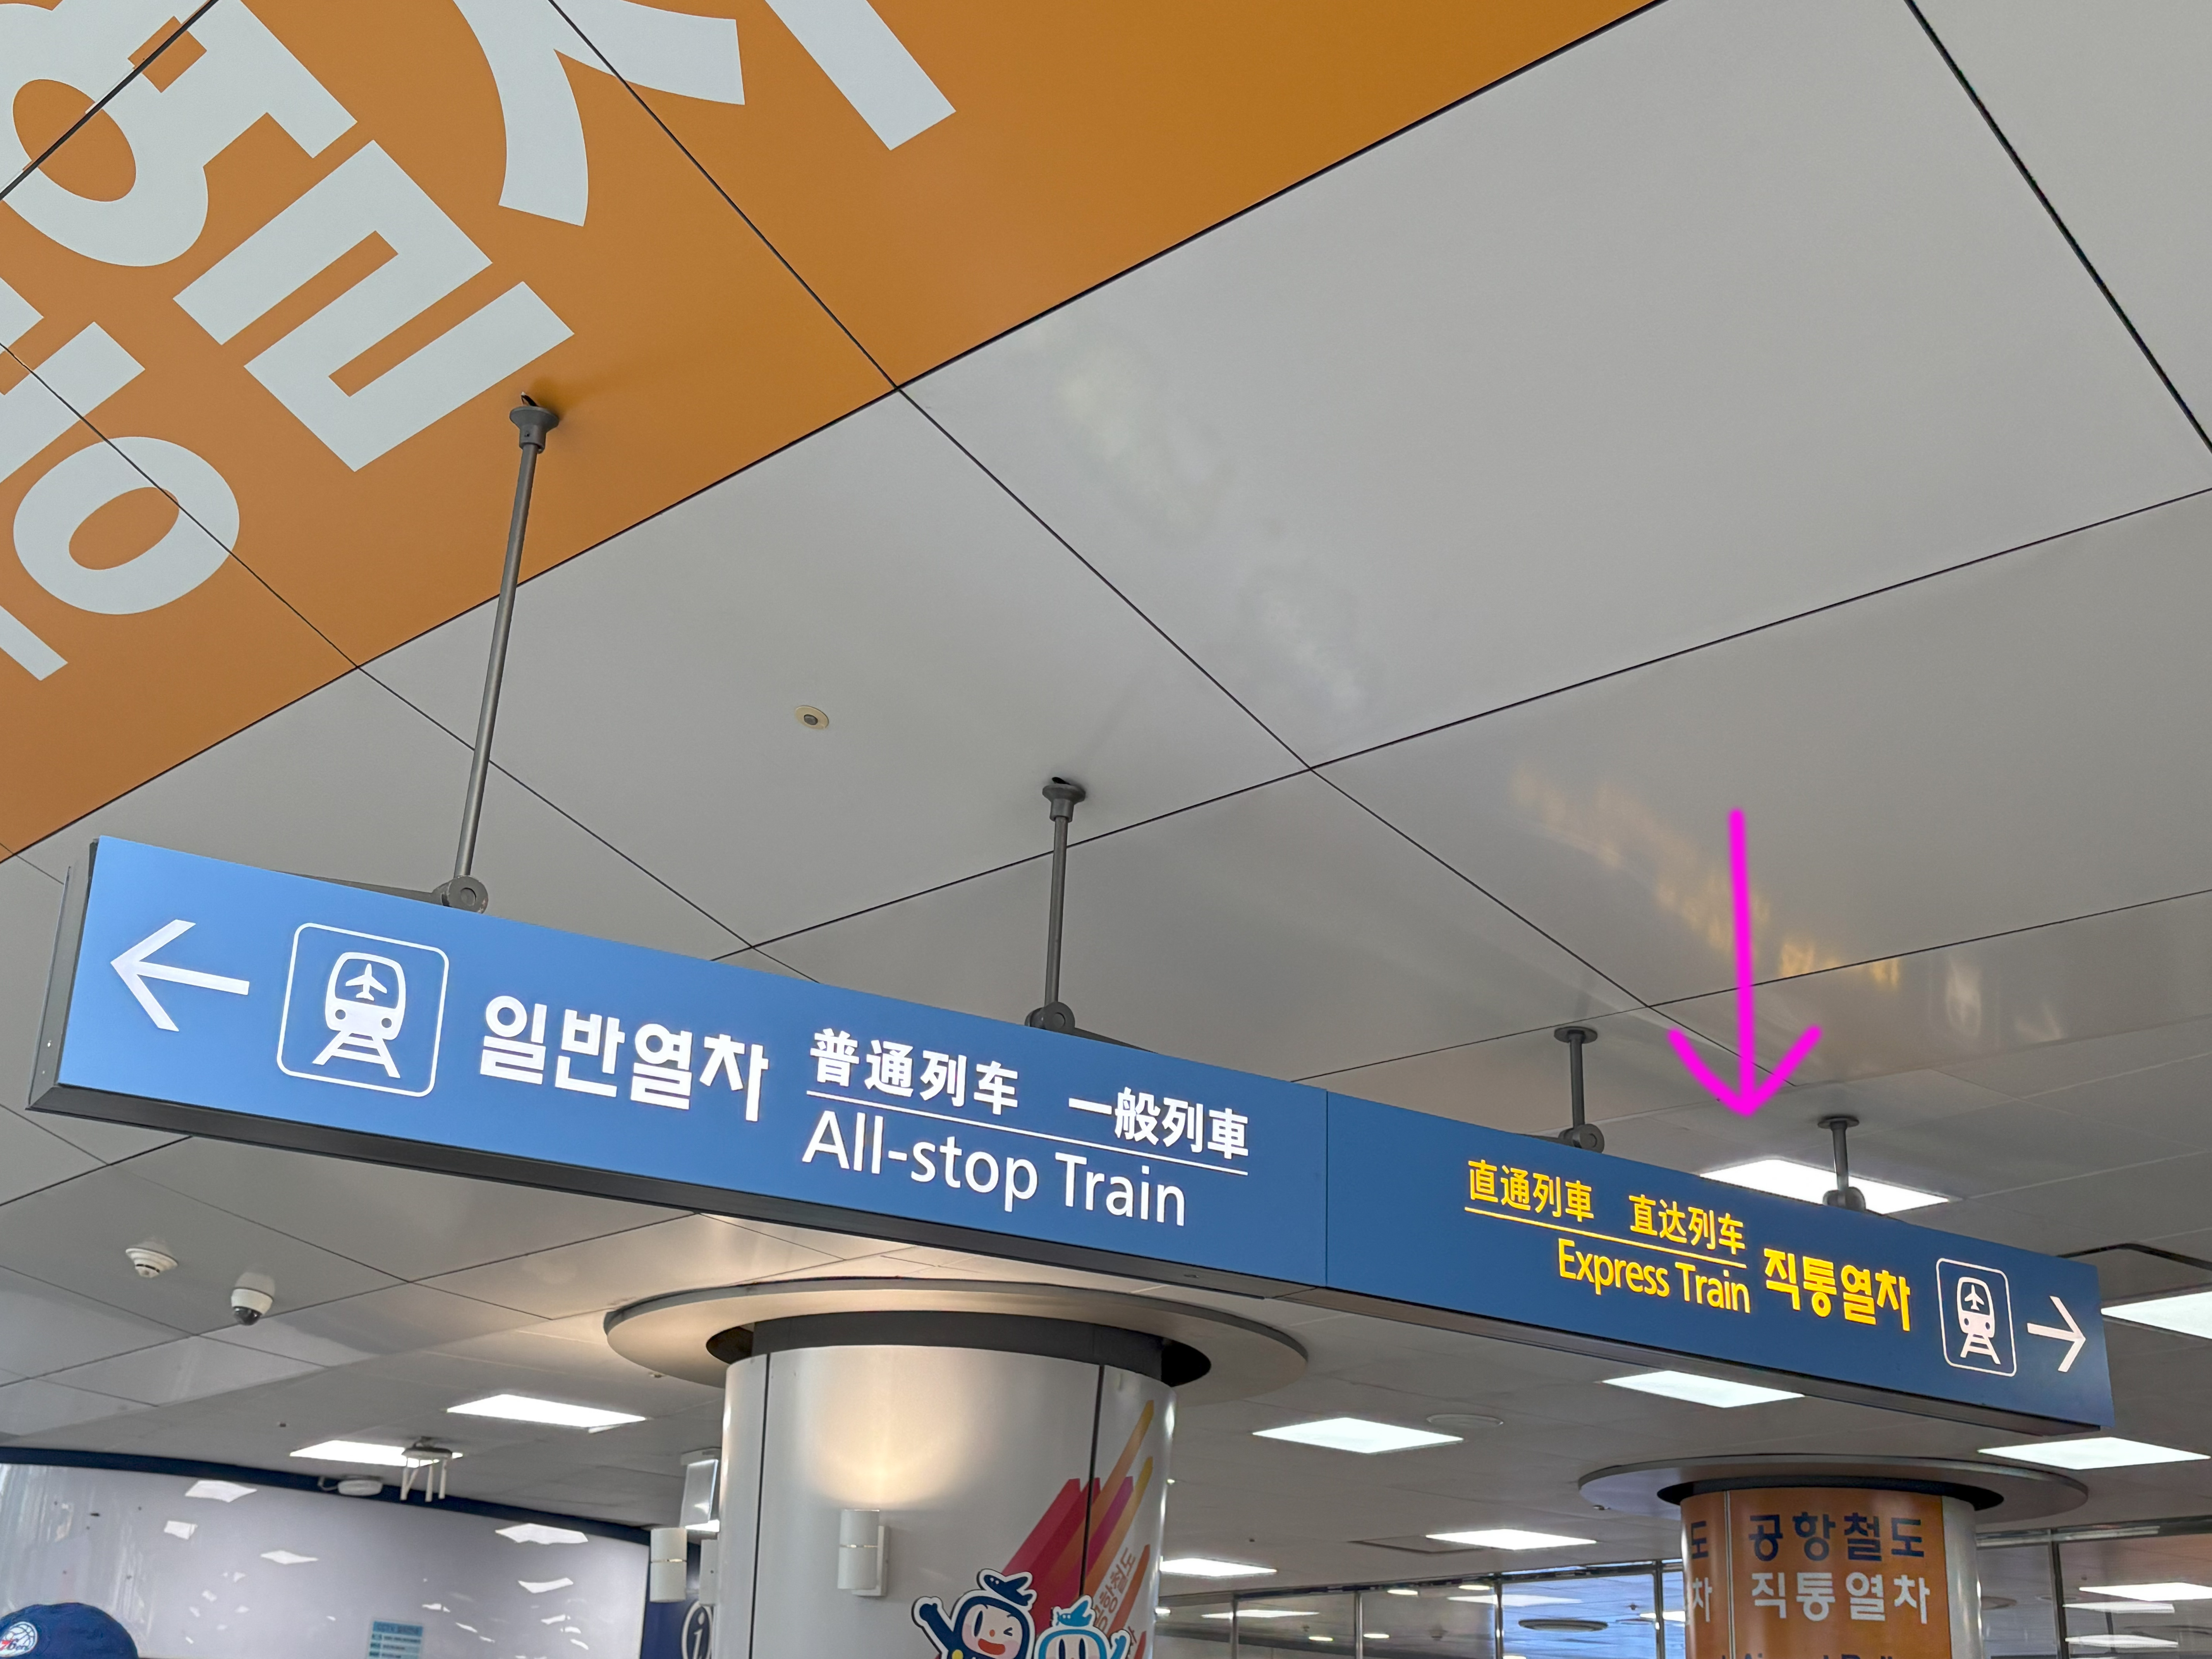 일반열차
普通列车 一般列車
All-stop Train
直通列車 直达列车
Express Train
직통열차
공항철도
직통열차